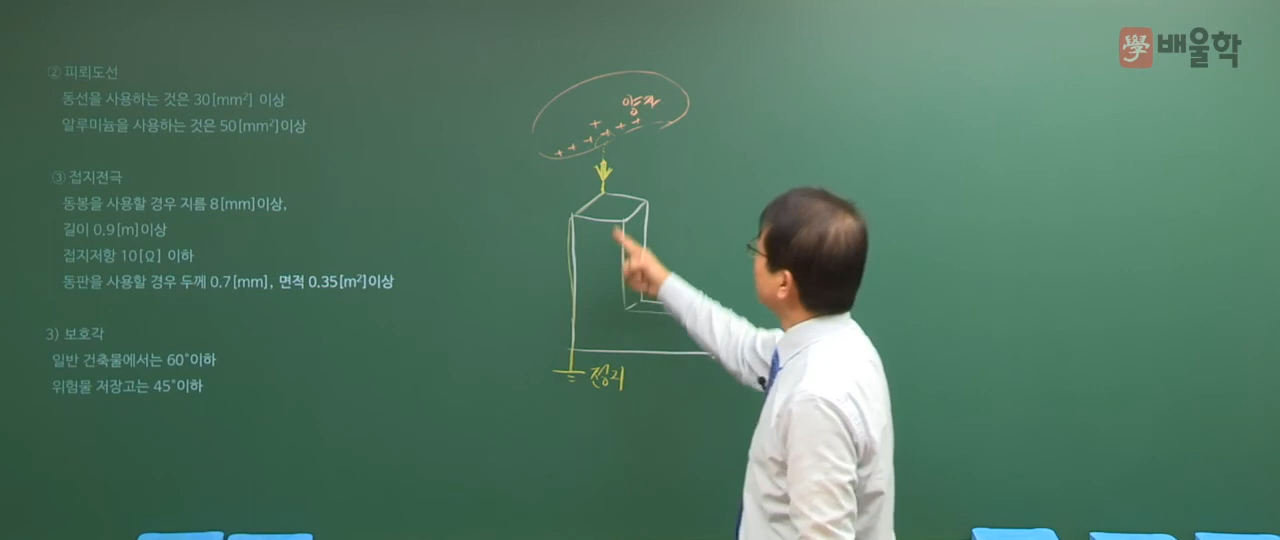 學 배울학
② 피뢰도선
동선을 사용하는 것은 30[mm²] 이상
알루미늄을 사용하는 것은 50[mm²]이상
③ 접지전극
동봉을 사용할 경우 지름 8[mm]이상,
길이 0.9[m]이상
접지저항 10[Ω] 이하
동판을 사용할 경우 두께 0.7[mm], 면적 0.35[m²]이상
3) 보호각
일반 건축물에서는 60°이하
위험물 저장고는 45°이하
양자
+ + + + + + +
접지